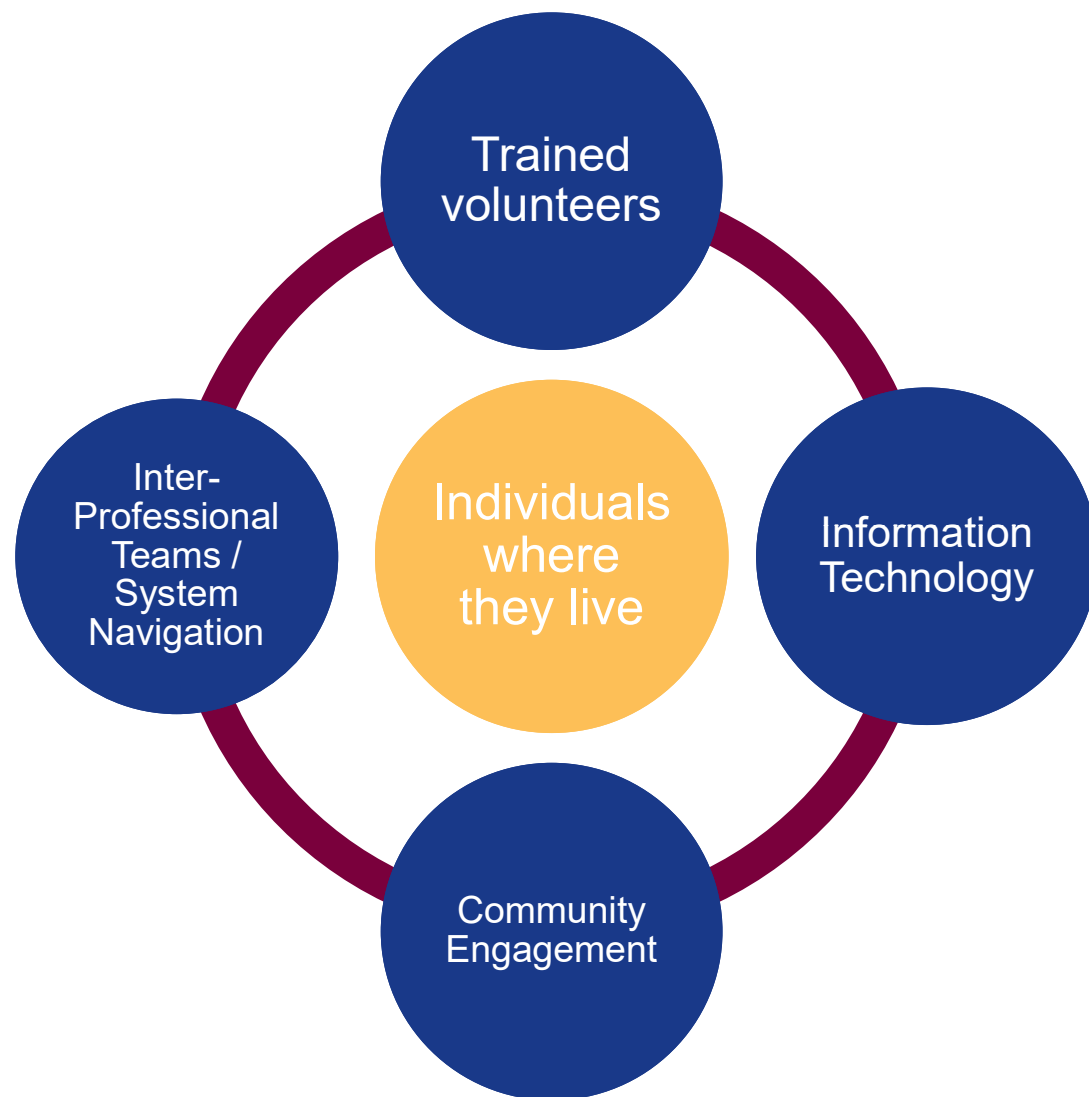 Trained
volunteers
Inter-
Professional
Teams /
System
Navigation
Individuals
where
they live
Information
Technology
Community
Engagement